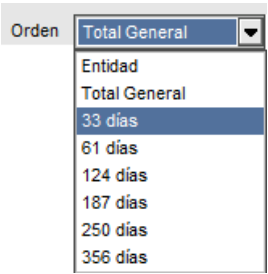 Orden Total General
Entidad
Total General
33 días
61 días
124 días
187 días
250 días
356 días